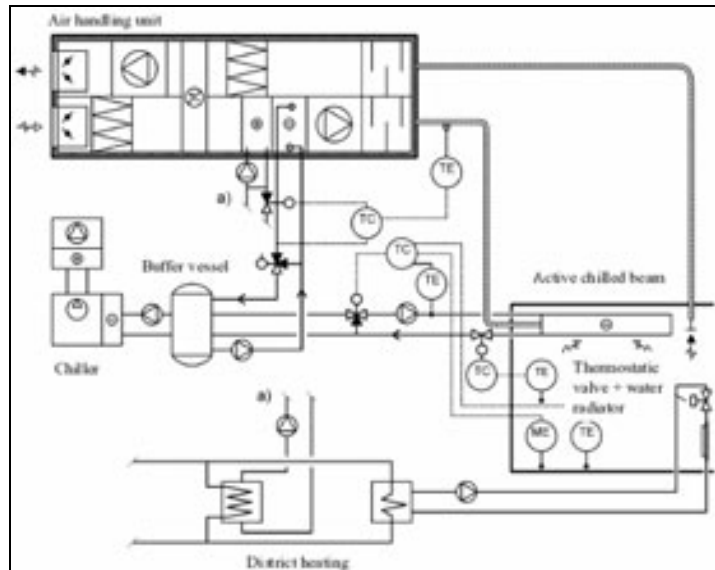 Air handling unit
TE
a)
TC
TC
Buffer vessel
TE
Active chilled beam
Chiller
TC
TE
Thermostatic
valve + water
radiator
a)
ME
TE
District heating